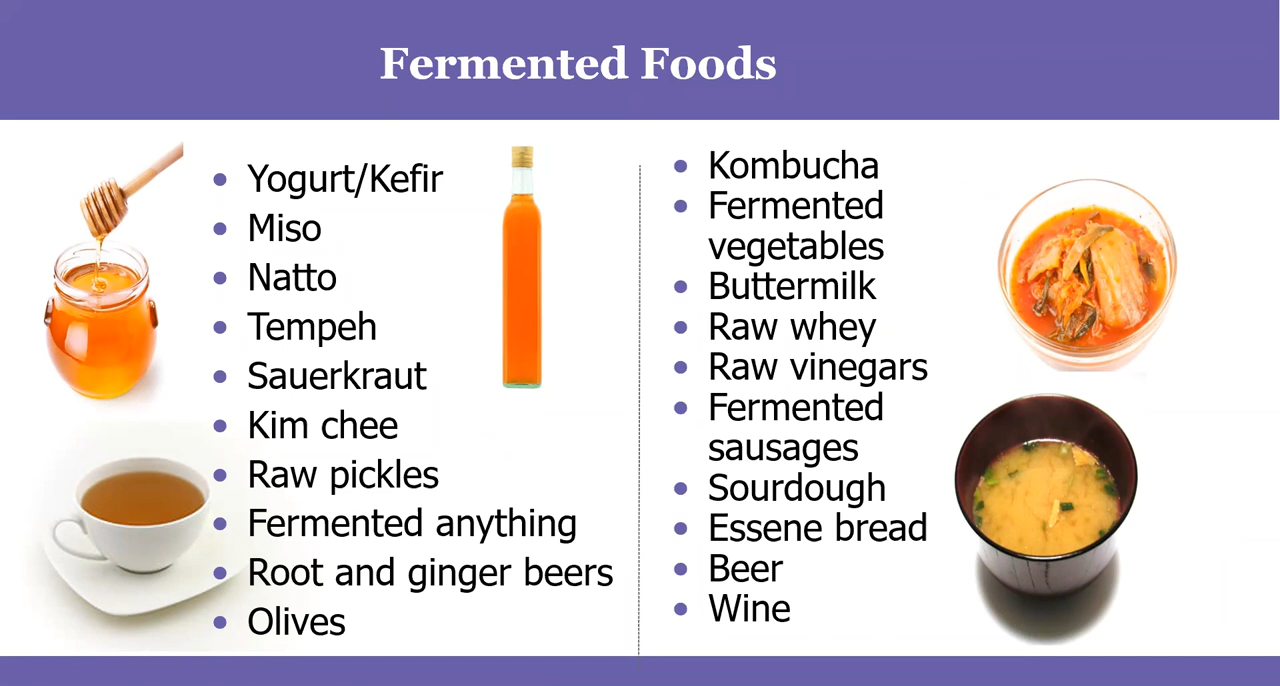 Fermented Foods
Yogurt/Kefir
Miso
Natto
Tempeh
Sauerkraut
Kim chee
Raw pickles
Fermented anything
Root and ginger beers
Olives
Kombucha
Fermented
vegetables
Buttermilk
Raw whey
Raw vinegars
Fermented
sausages
Sourdough
Essene bread
Beer
Wine